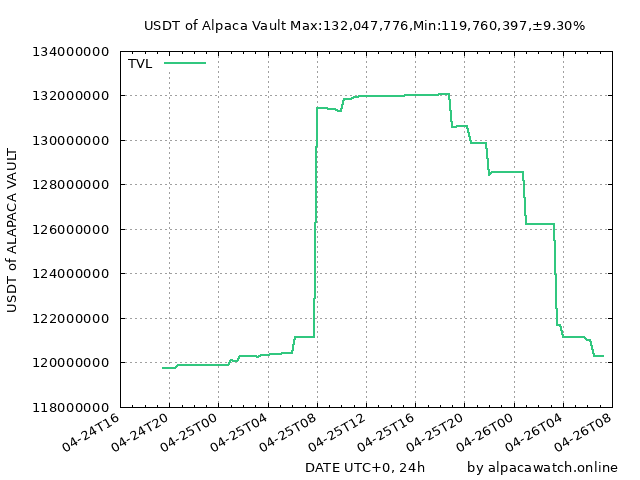 USDT of Alpaca Vault Max:132,047,776,Min:119,760,397,±9.30%
134000000
TVL
132000000
130000000
128000000
126000000
124000000
122000000
120000000
118000000
USDT of ALAPACA VAULT
04-24T16
04-24T20
04-25T00
04-25T04
04-25T08
04-25T12
04-25T16
04-25T20
04-26T00
04-26T04
04-26T08
DATE UTC+0, 24h
by alpacawatch.online